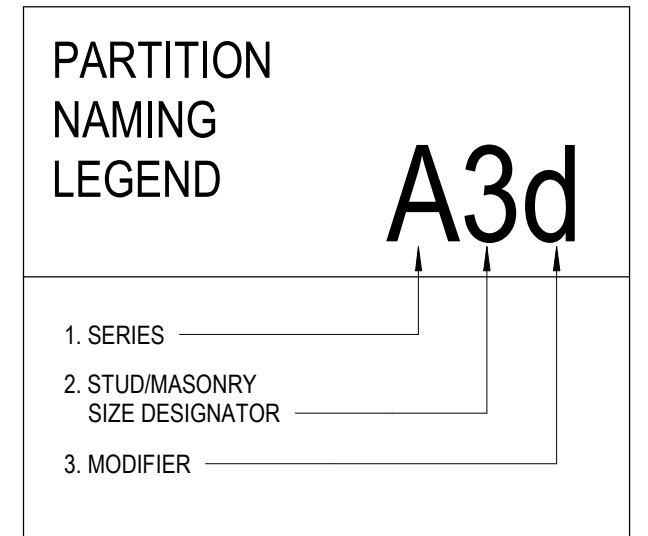 PARTITION
NAMING
LEGEND
A3d
1. SERIES
2. STUD/MASONRY
SIZE DESIGNATOR
3. MODIFIER